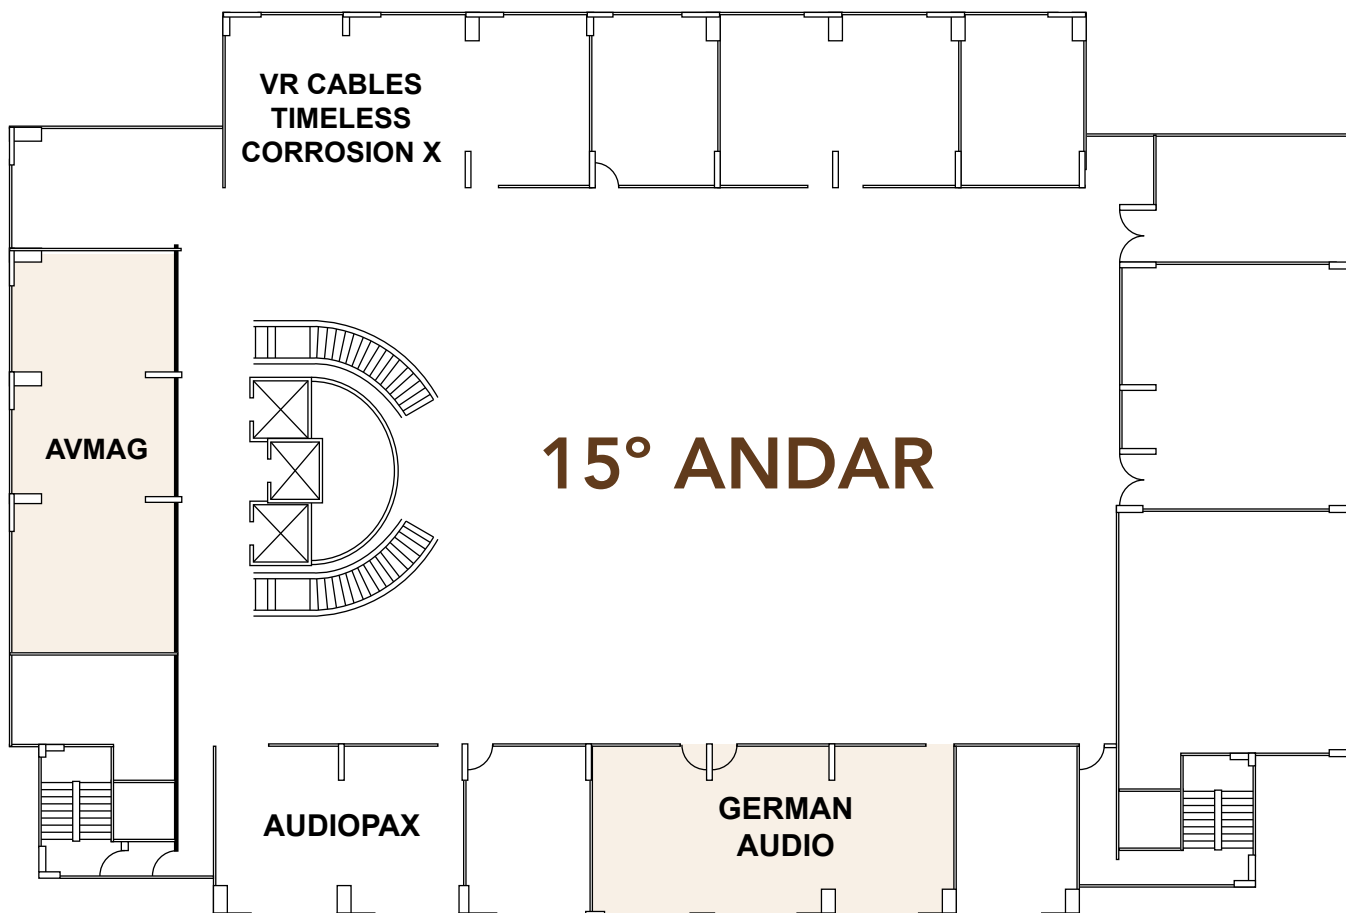 VR CABLES
TIMELESS
CORROSION X
AVMAG
15° ANDAR
AUDIOPAX
GERMAN
AUDIO